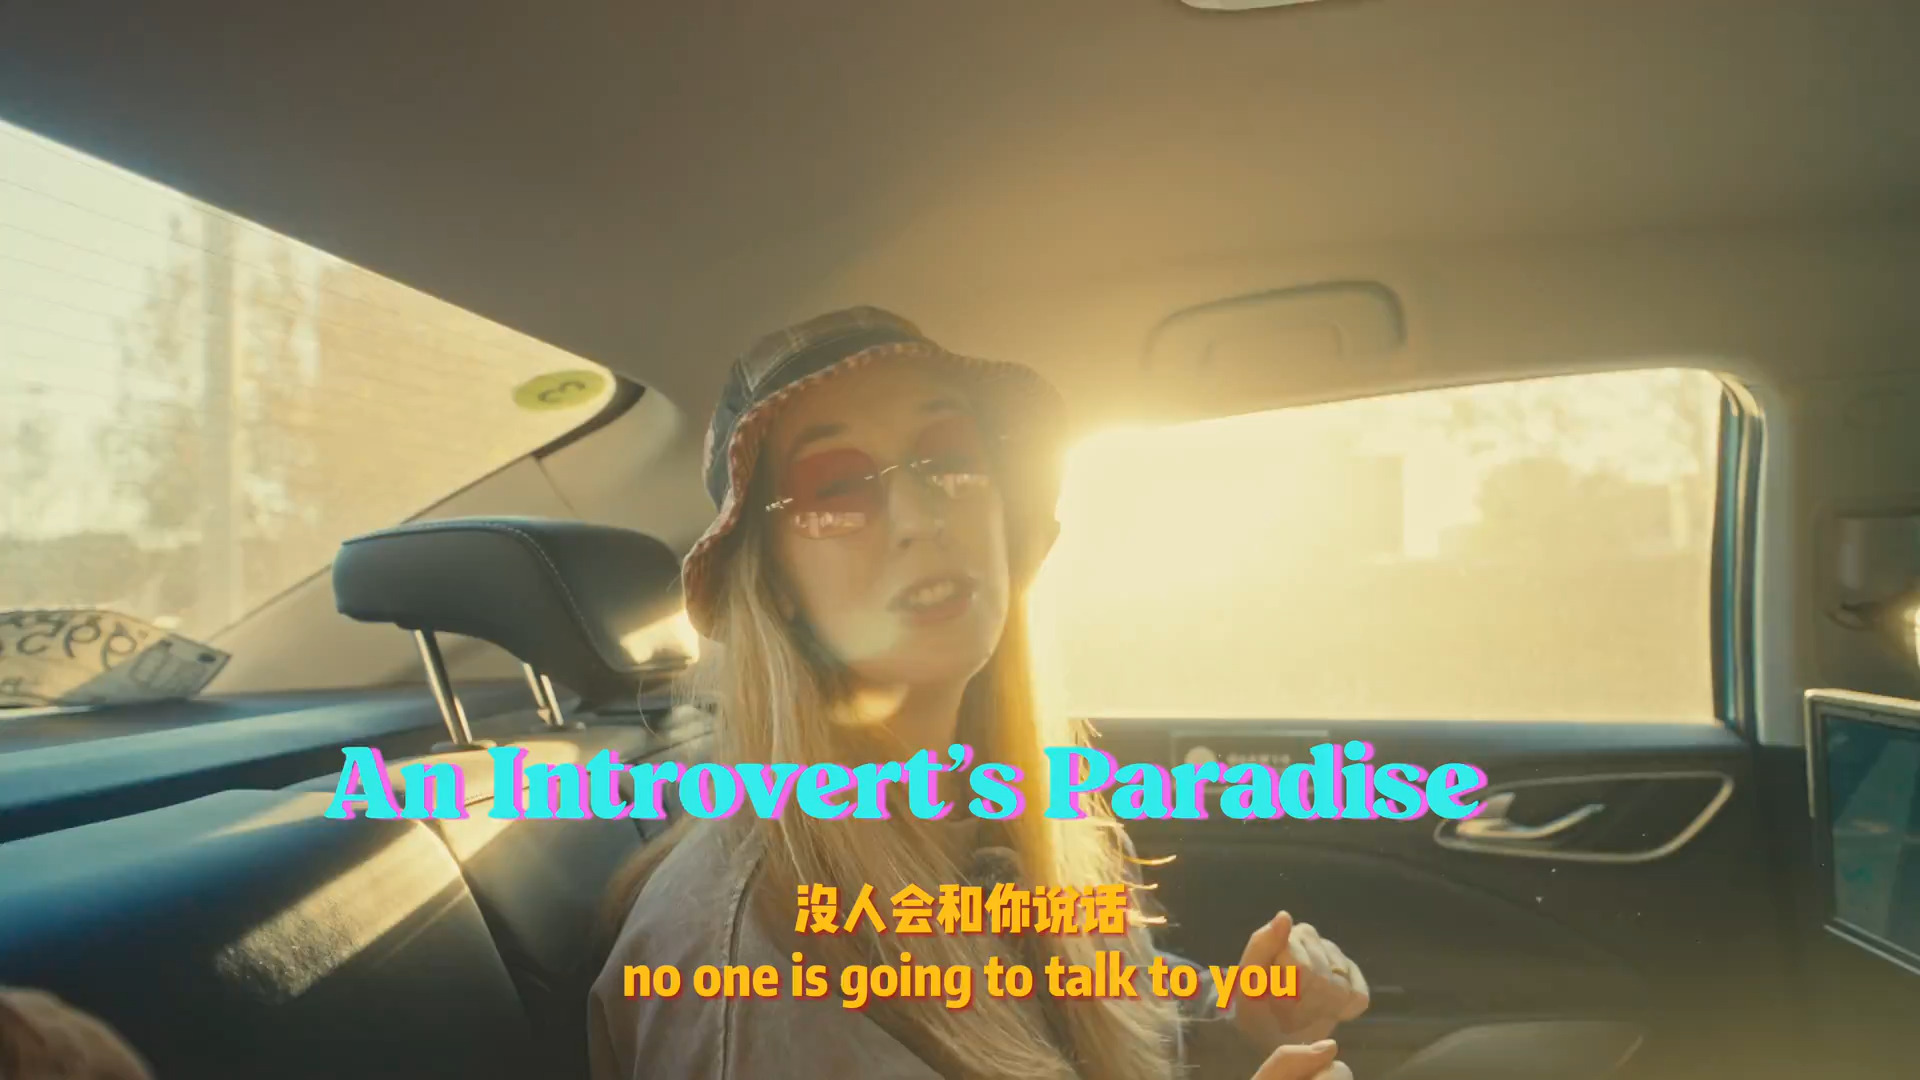 An Introvert's Paradise
没人会和你说话
no one is going to talk to you